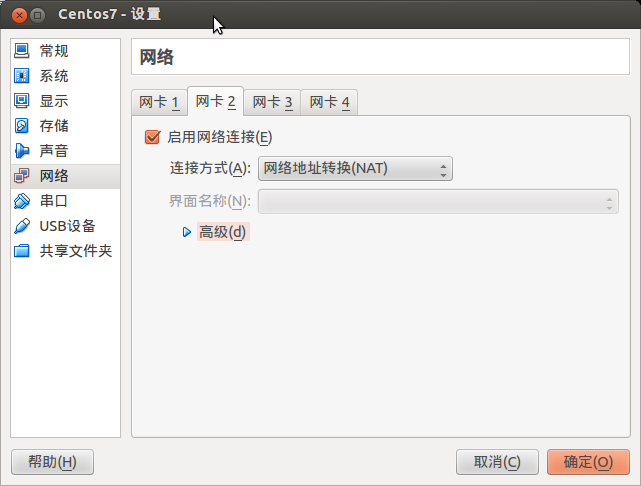 Centos7 - 设置
常规
系统
显示
存储
声音
网络
串口
USB设备
共享文件夹
网络
网卡 1 网卡 2 网卡 3 网卡 4
启用网络连接(E)
连接方式(A): 网络地址转换(NAT)
界面名称(N):
高级(d)
帮助(H) 取消(C) 确定(O)